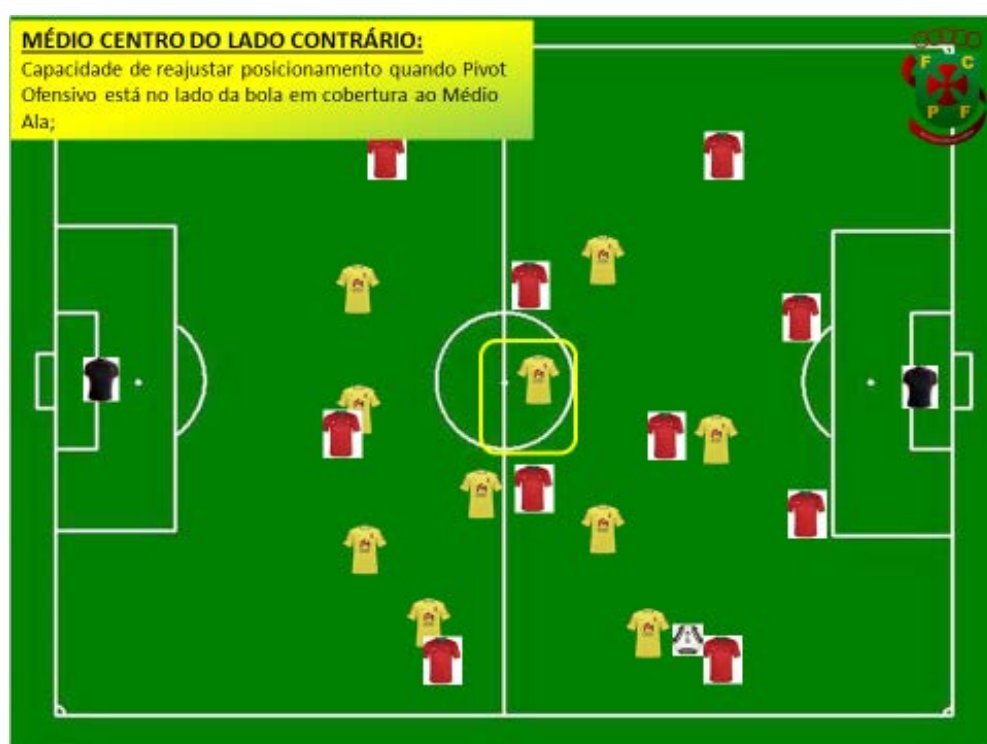 MÉDIO CENTRO DO LADO CONTRÁRIO:
Capacidade de reajustar posicionamento quando Pivot
Ofensivo está no lado da bola em cobertura ao Médio
Ala;
F C
P F